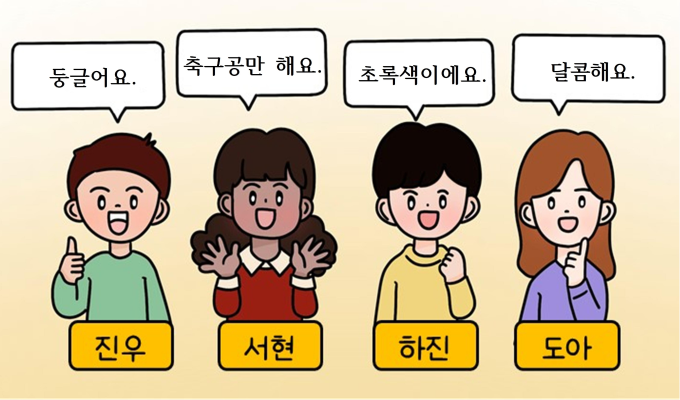 둥글어요.
축구공만 해요.
초록색이에요.
달콤해요.
진우
서현
하진
도아